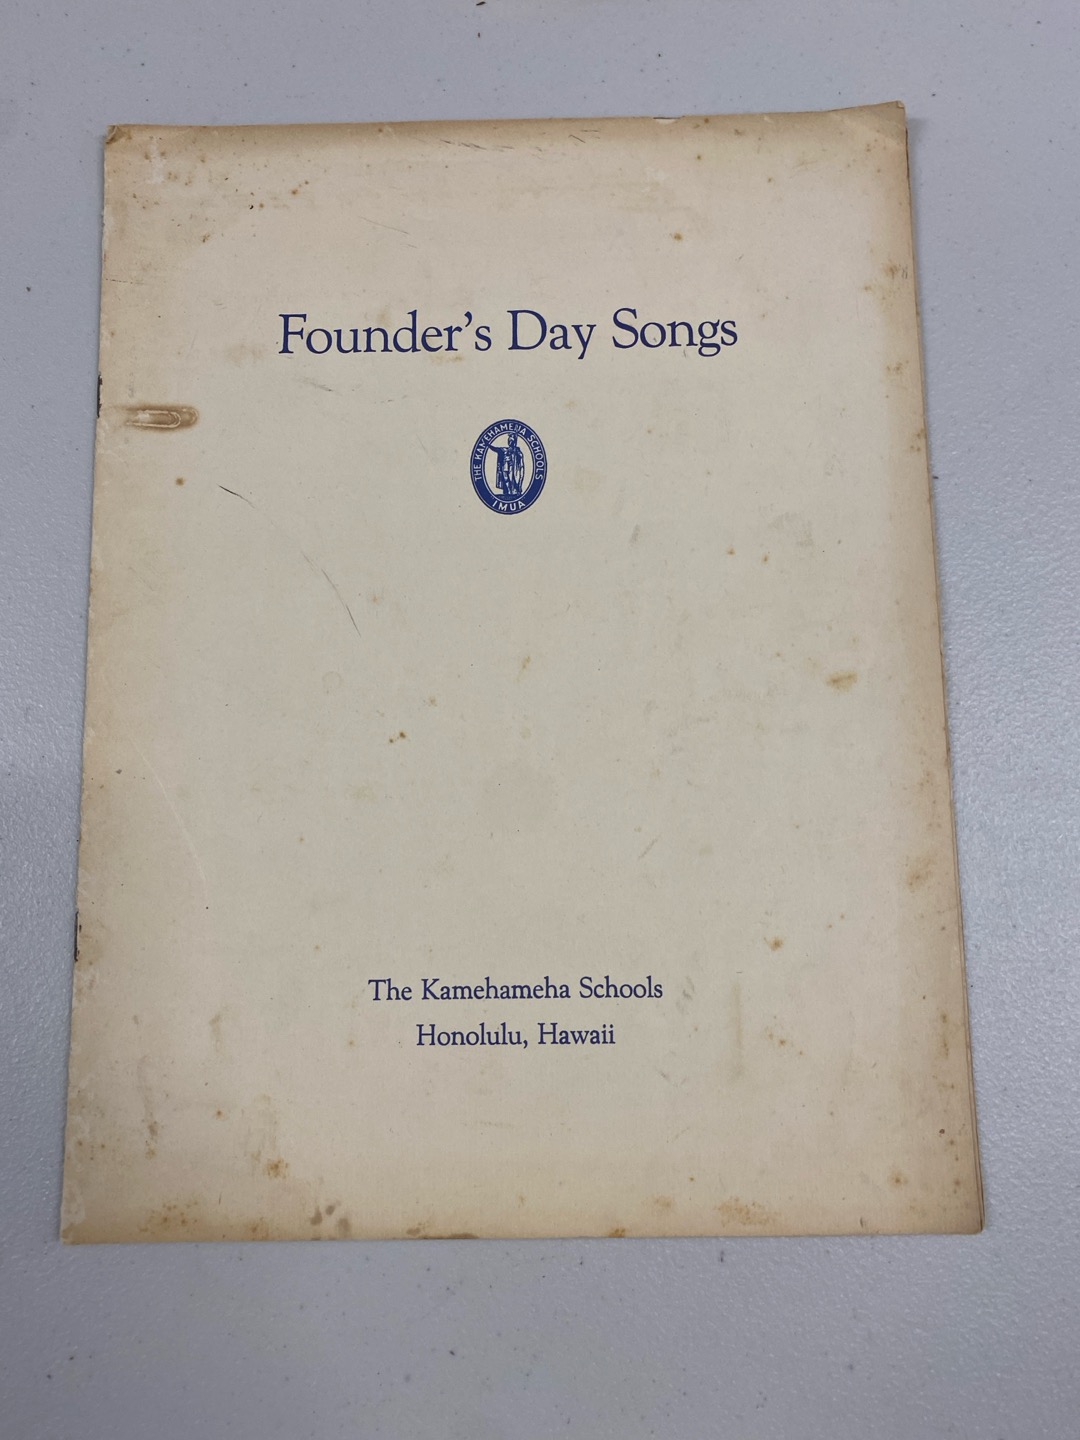 Founder's Day Songs
THE KAMEHAMEHA SCHOOLS
IMUA
The Kamehameha Schools
Honolulu, Hawaii